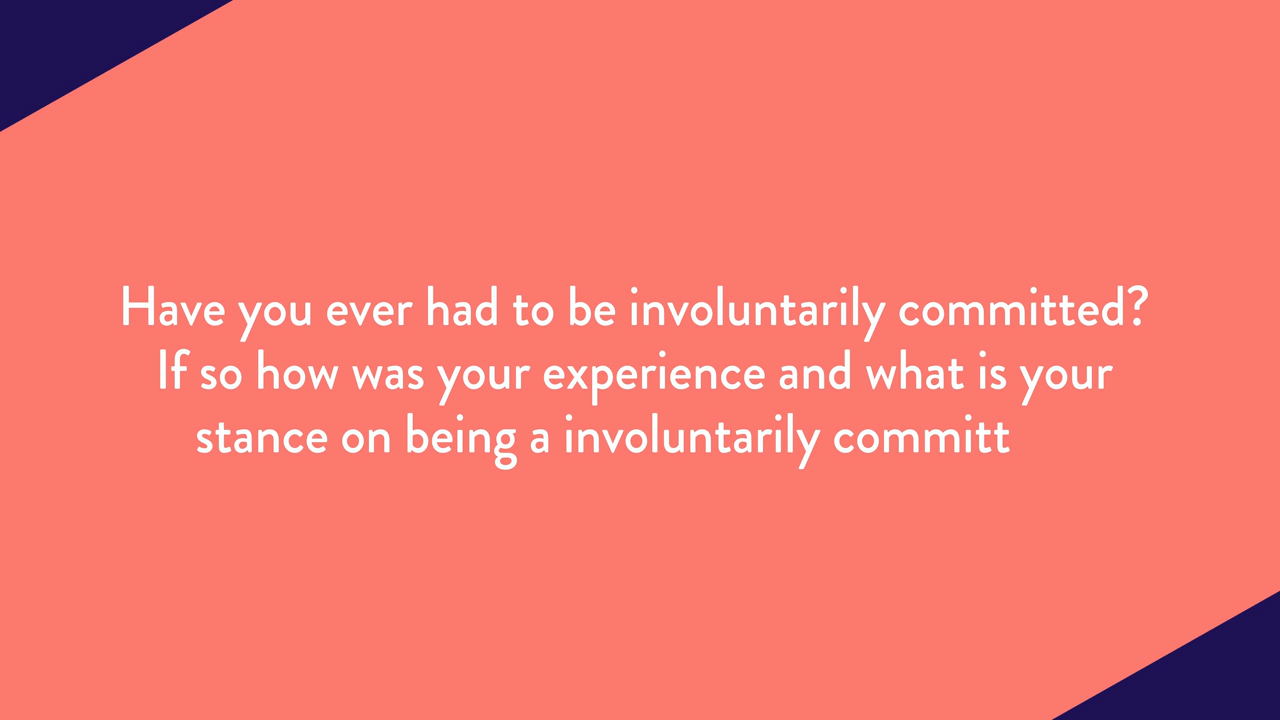 Have you ever had to be involuntarily committed?
If so how was your experience and what is your
stance on being a involuntarily committ